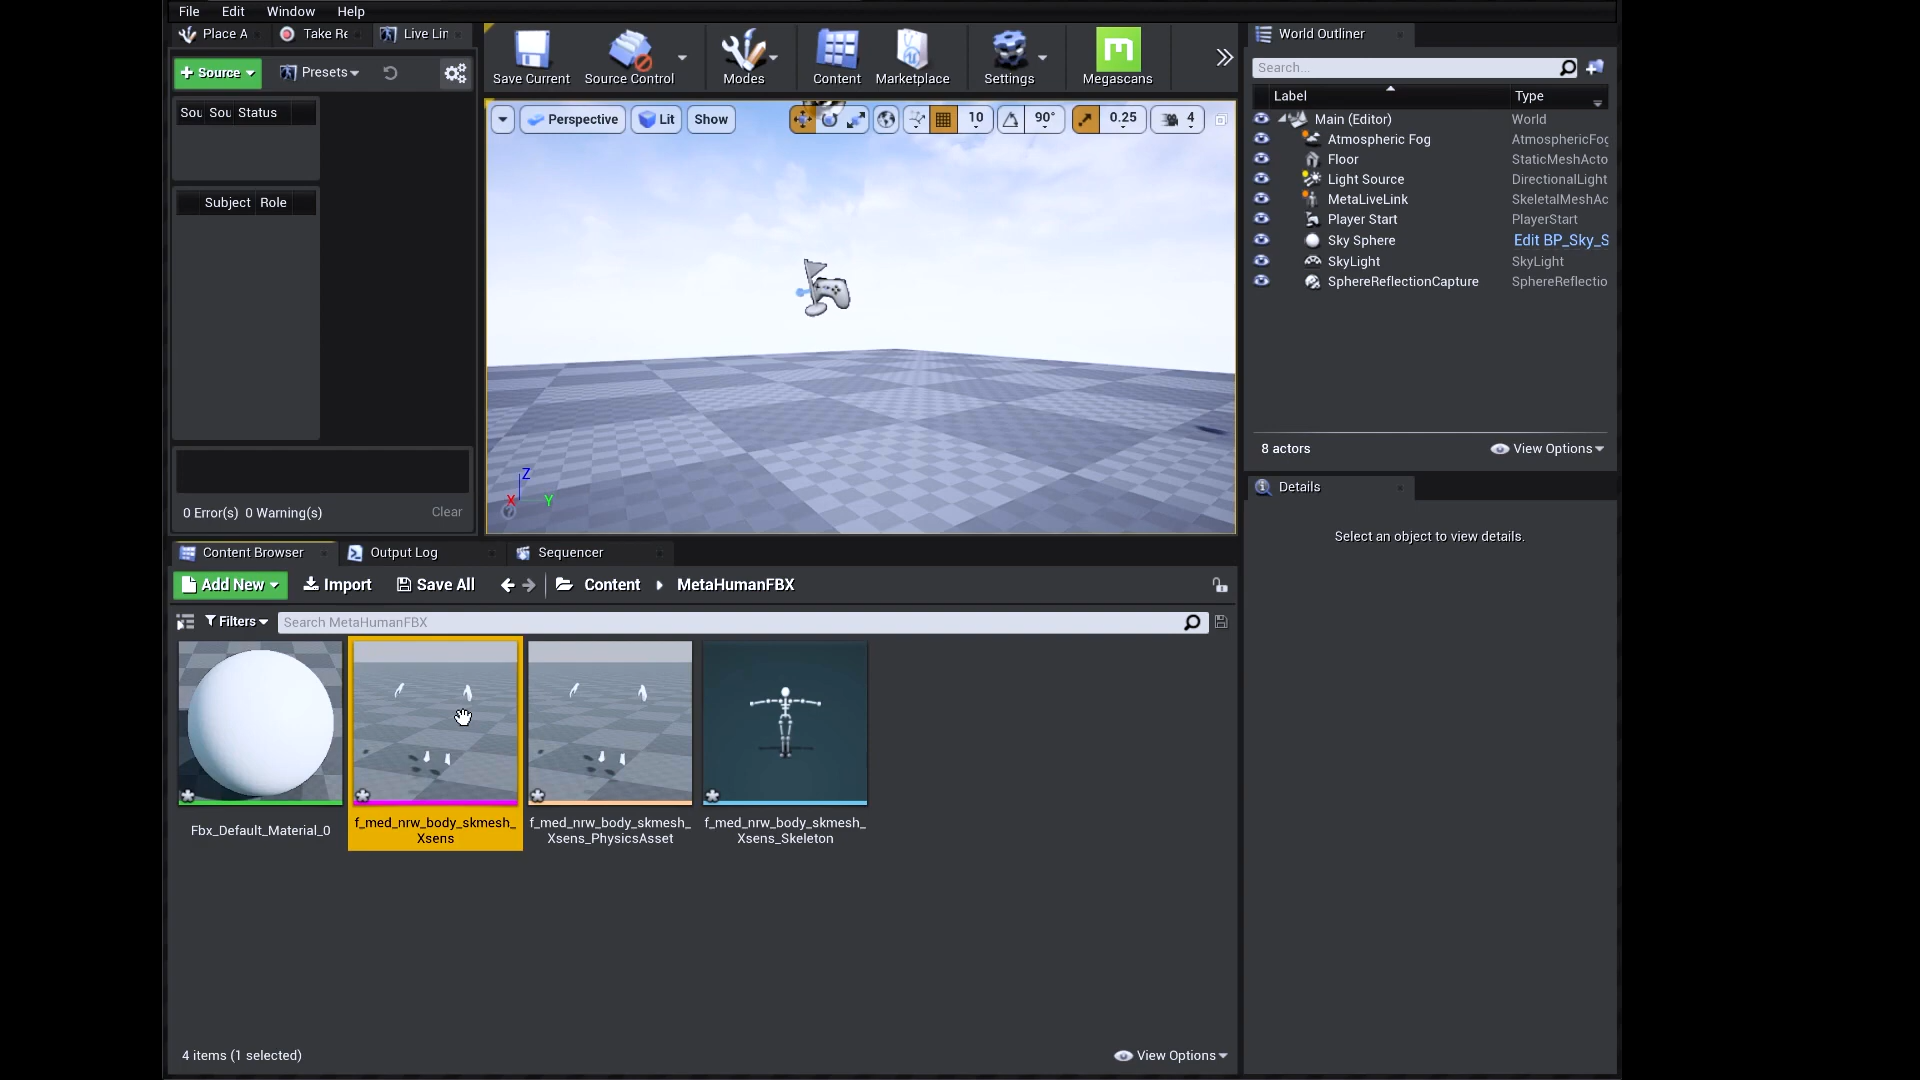 File Edit Window Help
Place A Take Re Live Lin
Source Presets
Sou Sou Status
Subject Role
0 Error(s) 0 Warning(s) Clear
Save Current Source Control Modes Content Marketplace Settings Megascans
Perspective Lit Show 10 90° 0.25 4
Z
X Y
World Outliner
Search...
Label Type
Main (Editor) World
Atmospheric Fog AtmosphericFog
Floor StaticMeshActo
Light Source DirectionalLight
MetaLiveLink SkeletalMeshAc
Player Start PlayerStart
Sky Sphere Edit BP_Sky_S
SkyLight SkyLight
SphereReflectionCapture SphereReflectio
8 actors View Options
Details
Select an object to view details.
Content Browser Output Log Sequencer
Add New Import Save All Content MetaHumanFBX
Filters Search MetaHumanFBX
Fbx_Default_Material_0
f_med_nrw_body_skmesh_
Xsens
f_med_nrw_body_skmesh_
Xsens_PhysicsAsset
f_med_nrw_body_skmesh_
Xsens_Skeleton
4 items (1 selected) View Options